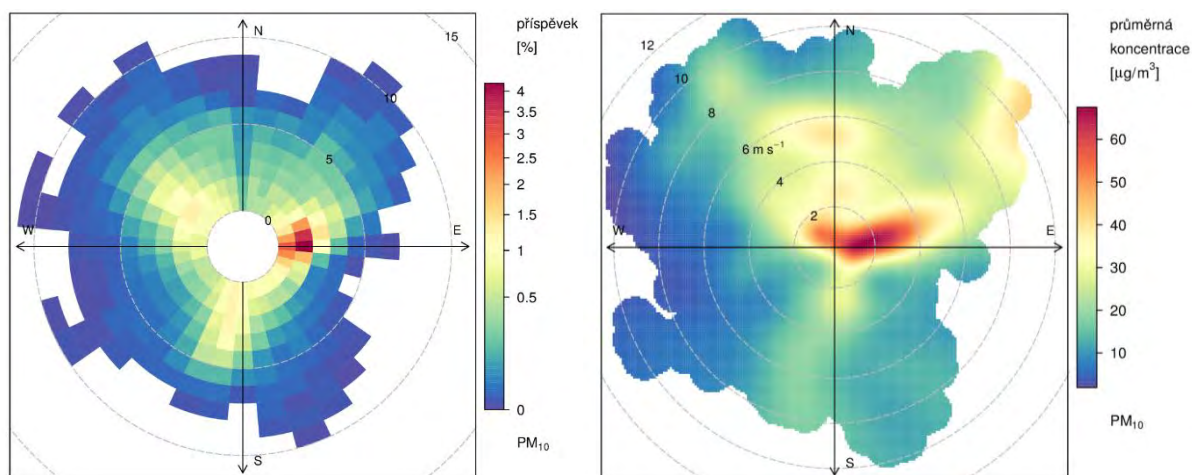 příspěvek
[%]
15
N
10
5
0
W
E
S
4
3.5
3
2.5
2
1.5
1
0.5
0
PM10
průměrná
koncentrace
[µg/m³]
12
N
10
8
6 m s⁻¹
4
2
W
E
S
60
50
40
30
20
10
PM10